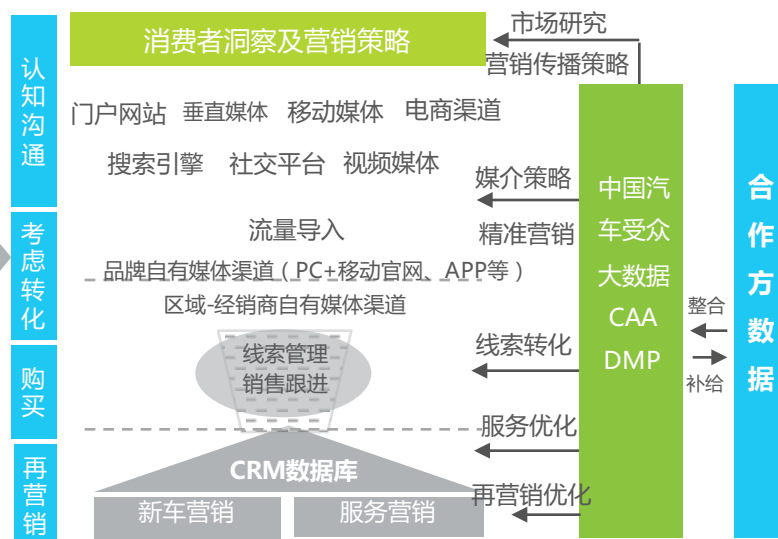 认知沟通
考虑转化
购买
再营销
消费者洞察及营销策略
门户网站 垂直媒体 移动媒体 电商渠道
搜索引擎 社交平台 视频媒体
流量导入
品牌自有媒体渠道（PC+移动官网、APP等）
区域-经销商自有媒体渠道
线索管理
销售跟进
CRM数据库
新车营销
服务营销
市场研究
营销传播策略
媒介策略
精准营销
线索转化
服务优化
再营销优化
中国汽
车受众
大数据
CAA
DMP
整合
补给
合作方数据